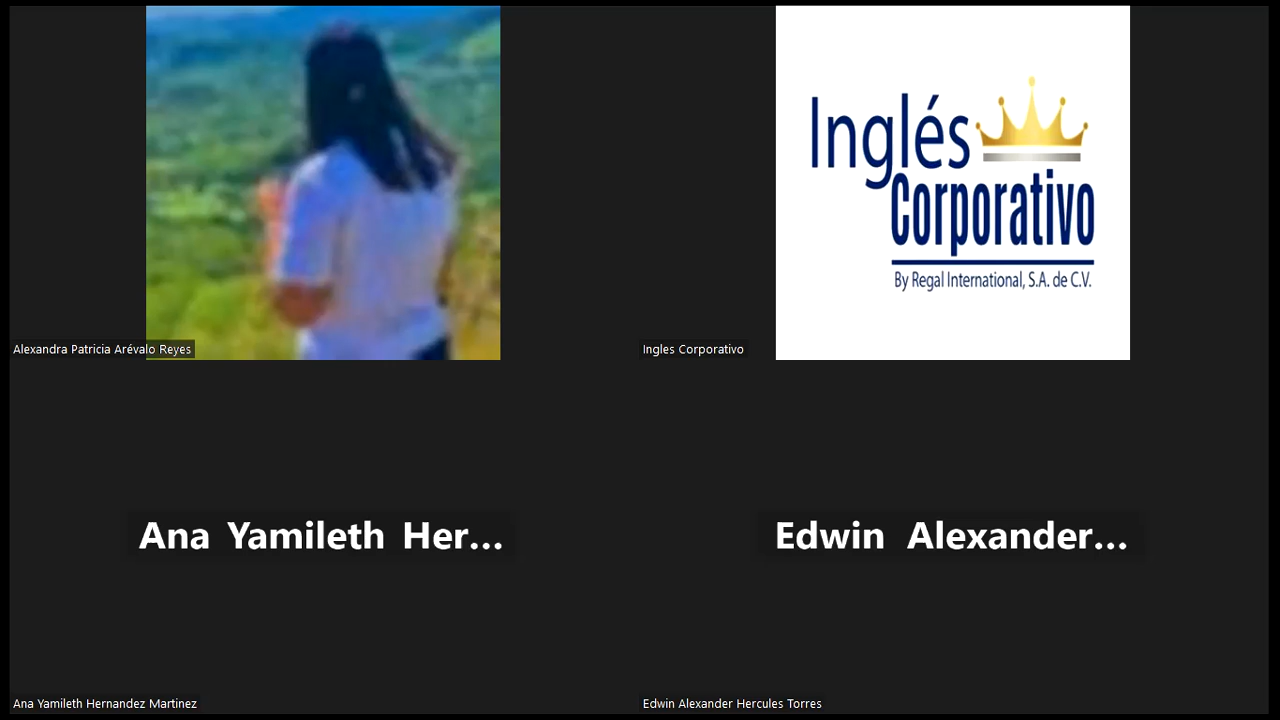 Inglés
Corporativo
By Regal International, S.A. de C.V.
Alexandra Patricia Arévalo Reyes
Ingles Corporativo
Ana Yamileth Her...
Edwin Alexander...
Ana Yamileth Hernandez Martinez
Edwin Alexander Hercules Torres